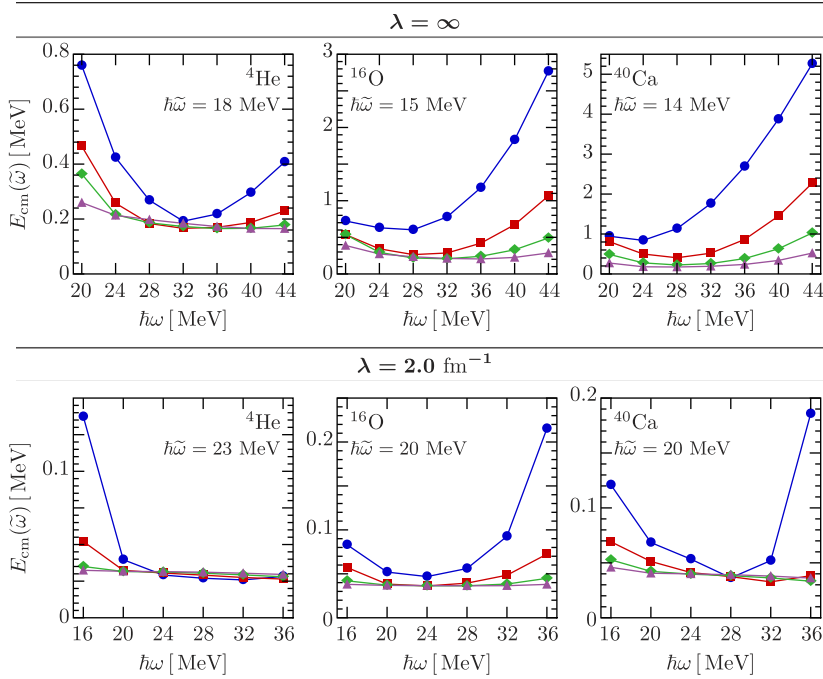 λ = ∞
E_cm(ω̃) [MeV]
0.8
0.6
0.4
0.2
0
⁴He
ħω̃ = 18 MeV
20 24 28 32 36 40 44
ħω [MeV]
3
2
1
0
¹⁶O
ħω̃ = 15 MeV
20 24 28 32 36 40 44
ħω [MeV]
5
4
3
2
1
0
⁴⁰Ca
ħω̃ = 14 MeV
20 24 28 32 36 40 44
ħω [MeV]
λ = 2.0 fm⁻¹
E_cm(ω̃) [MeV]
0.1
0
⁴He
ħω̃ = 23 MeV
16 20 24 28 32 36
ħω [MeV]
0.2
0.1
0
¹⁶O
ħω̃ = 20 MeV
16 20 24 28 32 36
ħω [MeV]
0.2
0.1
0
⁴⁰Ca
ħω̃ = 20 MeV
16 20 24 28 32 36
ħω [MeV]